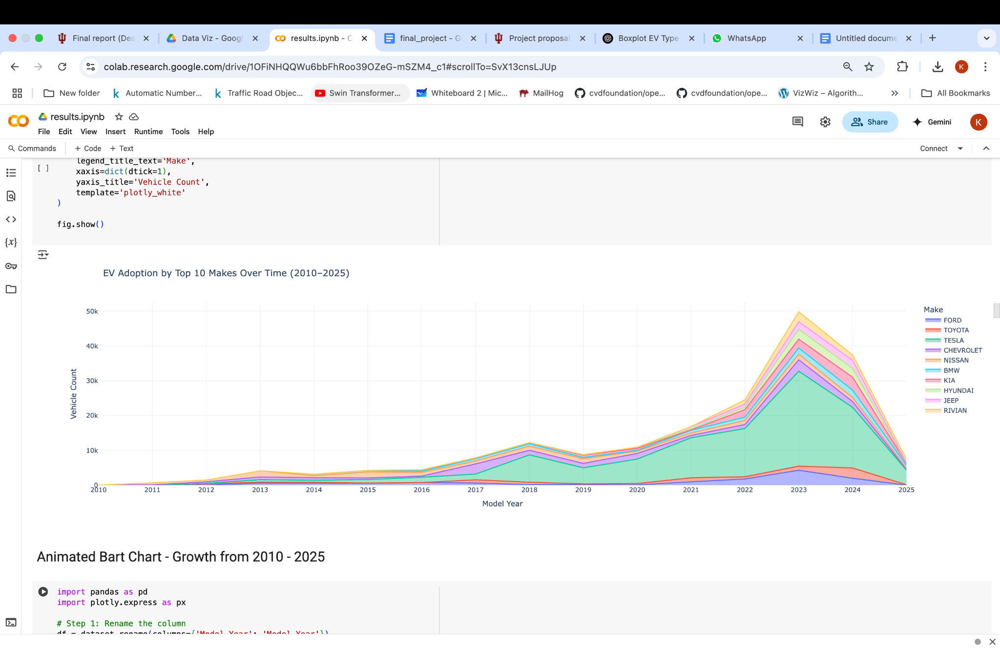 Final report (Dea
Data Viz - Googl
results.ipynb - C
final_project - G
Project proposal
Boxplot EV Type
WhatsApp
Untitled docume
colab.research.google.com/drive/1OFiNHQQWu6bbFhRoo39OZeG-mSZM4_c1#scrollTo=SvX13cnsLJUp
K
New folder
Automatic Number...
Traffic Road Objec...
Swin Transformer...
Whiteboard 2 | Mic...
MailHog
cvdfoundation/ope...
cvdfoundation/ope...
VizWiz – Algorith...
All Bookmarks
results.ipynb
File Edit View Insert Runtime Tools Help
Share
Gemini
K
Commands
+ Code + Text
Connect
legend_title_text='Make',
[ ]
xaxis=dict(dtick=1),
yaxis_title='Vehicle Count',
template='plotly_white'
)
fig.show()
{x}
EV Adoption by Top 10 Makes Over Time (2010–2025)
50k
40k
30k
20k
10k
0
Vehicle Count
2010 2011 2012 2013 2014 2015 2016 2017 2018 2019 2020 2021 2022 2023 2024 2025
Model Year
Make
FORD
TOYOTA
TESLA
CHEVROLET
NISSAN
BMW
KIA
HYUNDAI
JEEP
RIVIAN
Animated Bart Chart - Growth from 2010 - 2025
import pandas as pd
import plotly.express as px
# Step 1: Rename the column
df = dataset.rename(columns={'Model Year': 'Model_Year'})